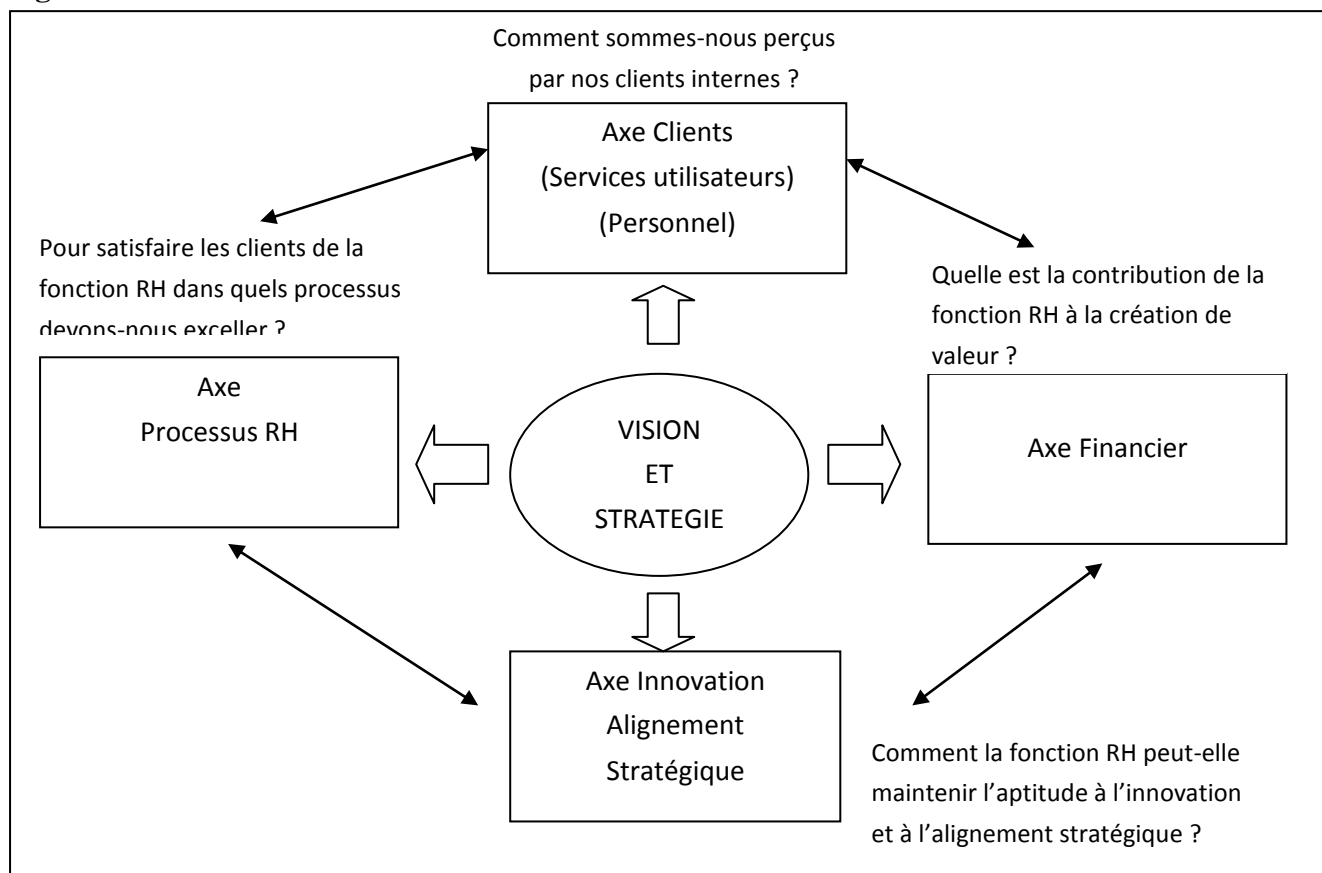 Comment sommes-nous perçus
par nos clients internes ?
Axe Clients
(Services utilisateurs)
(Personnel)
Pour satisfaire les clients de la
fonction RH dans quels processus
devons-nous exceller ?
Quelle est la contribution de la
fonction RH à la création de
valeur ?
Axe
Processus RH
VISION
ET
STRATEGIE
Axe Financier
Axe Innovation
Alignement
Stratégique
Comment la fonction RH peut-elle
maintenir l’aptitude à l’innovation
et à l’alignement stratégique ?